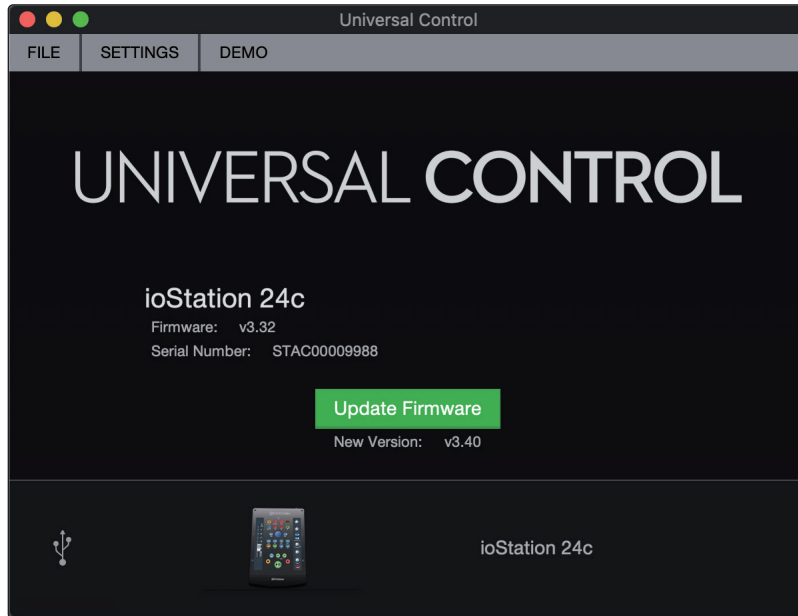 Universal Control
FILE SETTINGS DEMO
UNIVERSAL CONTROL
ioStation 24c
Firmware: v3.32
Serial Number: STAC00009988
Update Firmware
New Version: v3.40
ioStation 24c